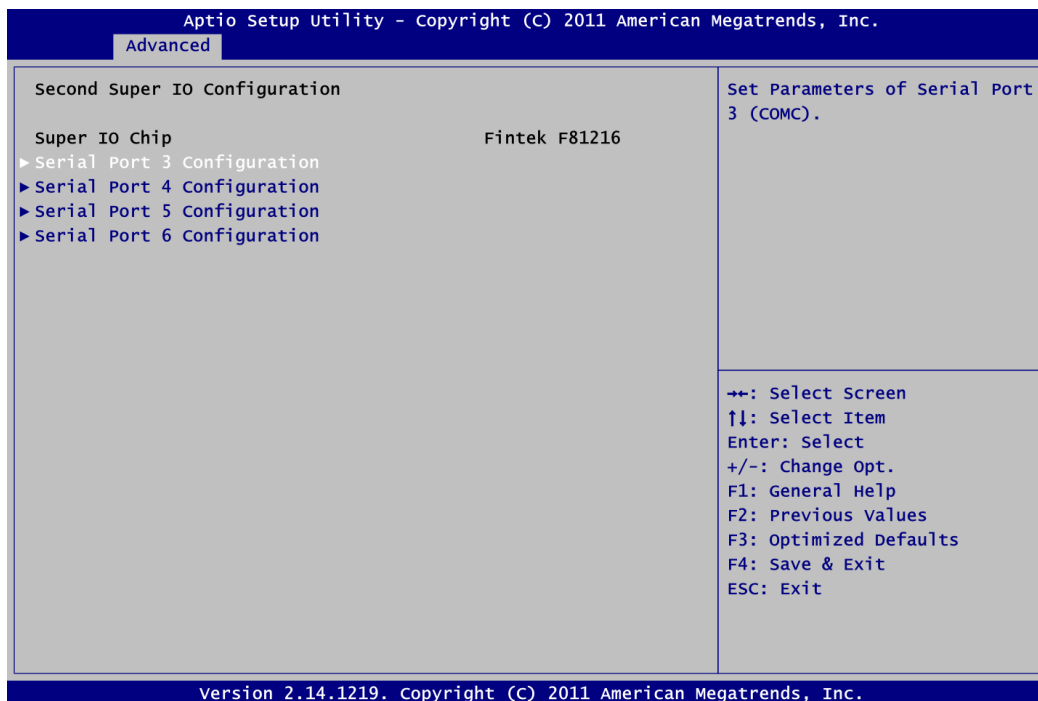 Aptio Setup Utility - Copyright (C) 2011 American Megatrends, Inc.
Advanced
Second Super IO Configuration
Super IO Chip Fintek F81216
▶ Serial Port 3 Configuration
▶ Serial Port 4 Configuration
▶ Serial Port 5 Configuration
▶ Serial Port 6 Configuration
Set Parameters of Serial Port
3 (COMC).
→←: Select Screen
↑↓: Select Item
Enter: Select
+/-: Change Opt.
F1: General Help
F2: Previous Values
F3: Optimized Defaults
F4: Save & Exit
ESC: Exit
Version 2.14.1219. Copyright (C) 2011 American Megatrends, Inc.